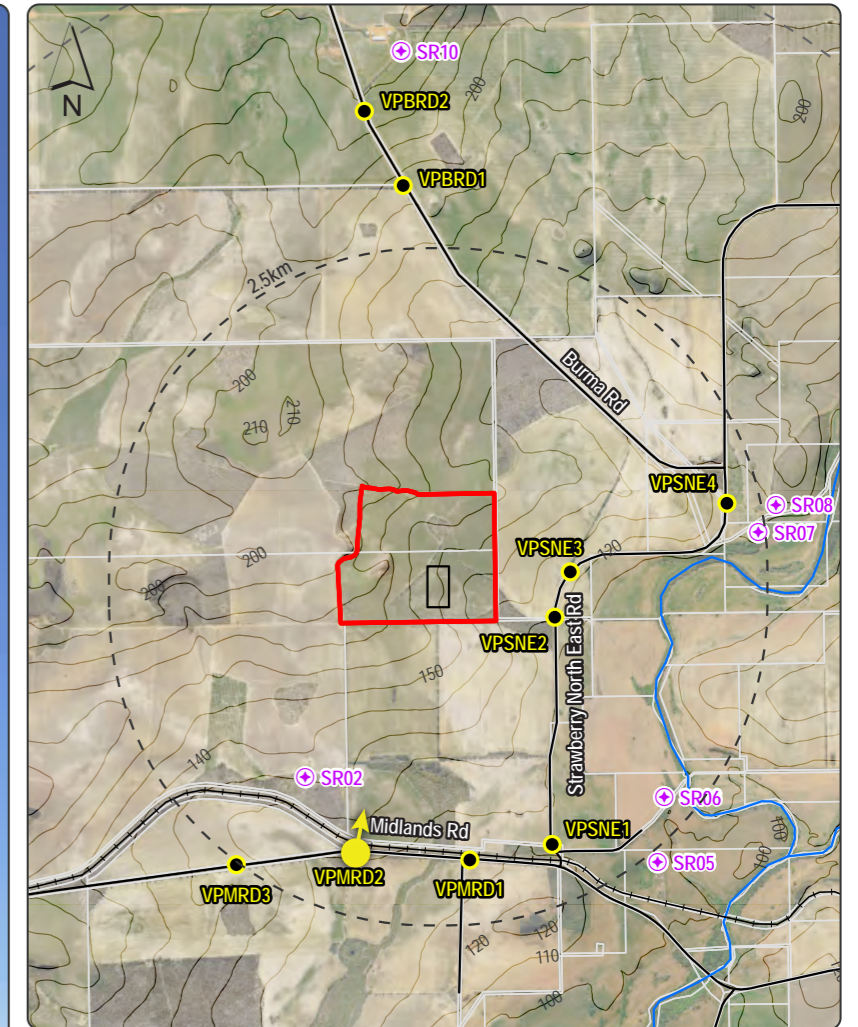 SR10
N
VPBRD2
200
200
VPBRD1
2.5km
Burma Rd
200
210
210
VPSNE4
SR08
SR07
VPSNE3
120
200
200
VPSNE2
Strawberry North East Rd
150
140
SR02
SR06
Midlands Rd
VPSNE1
100
100
SR05
VPMRD2
VPMRD3
VPMRD1
120
120
110
100